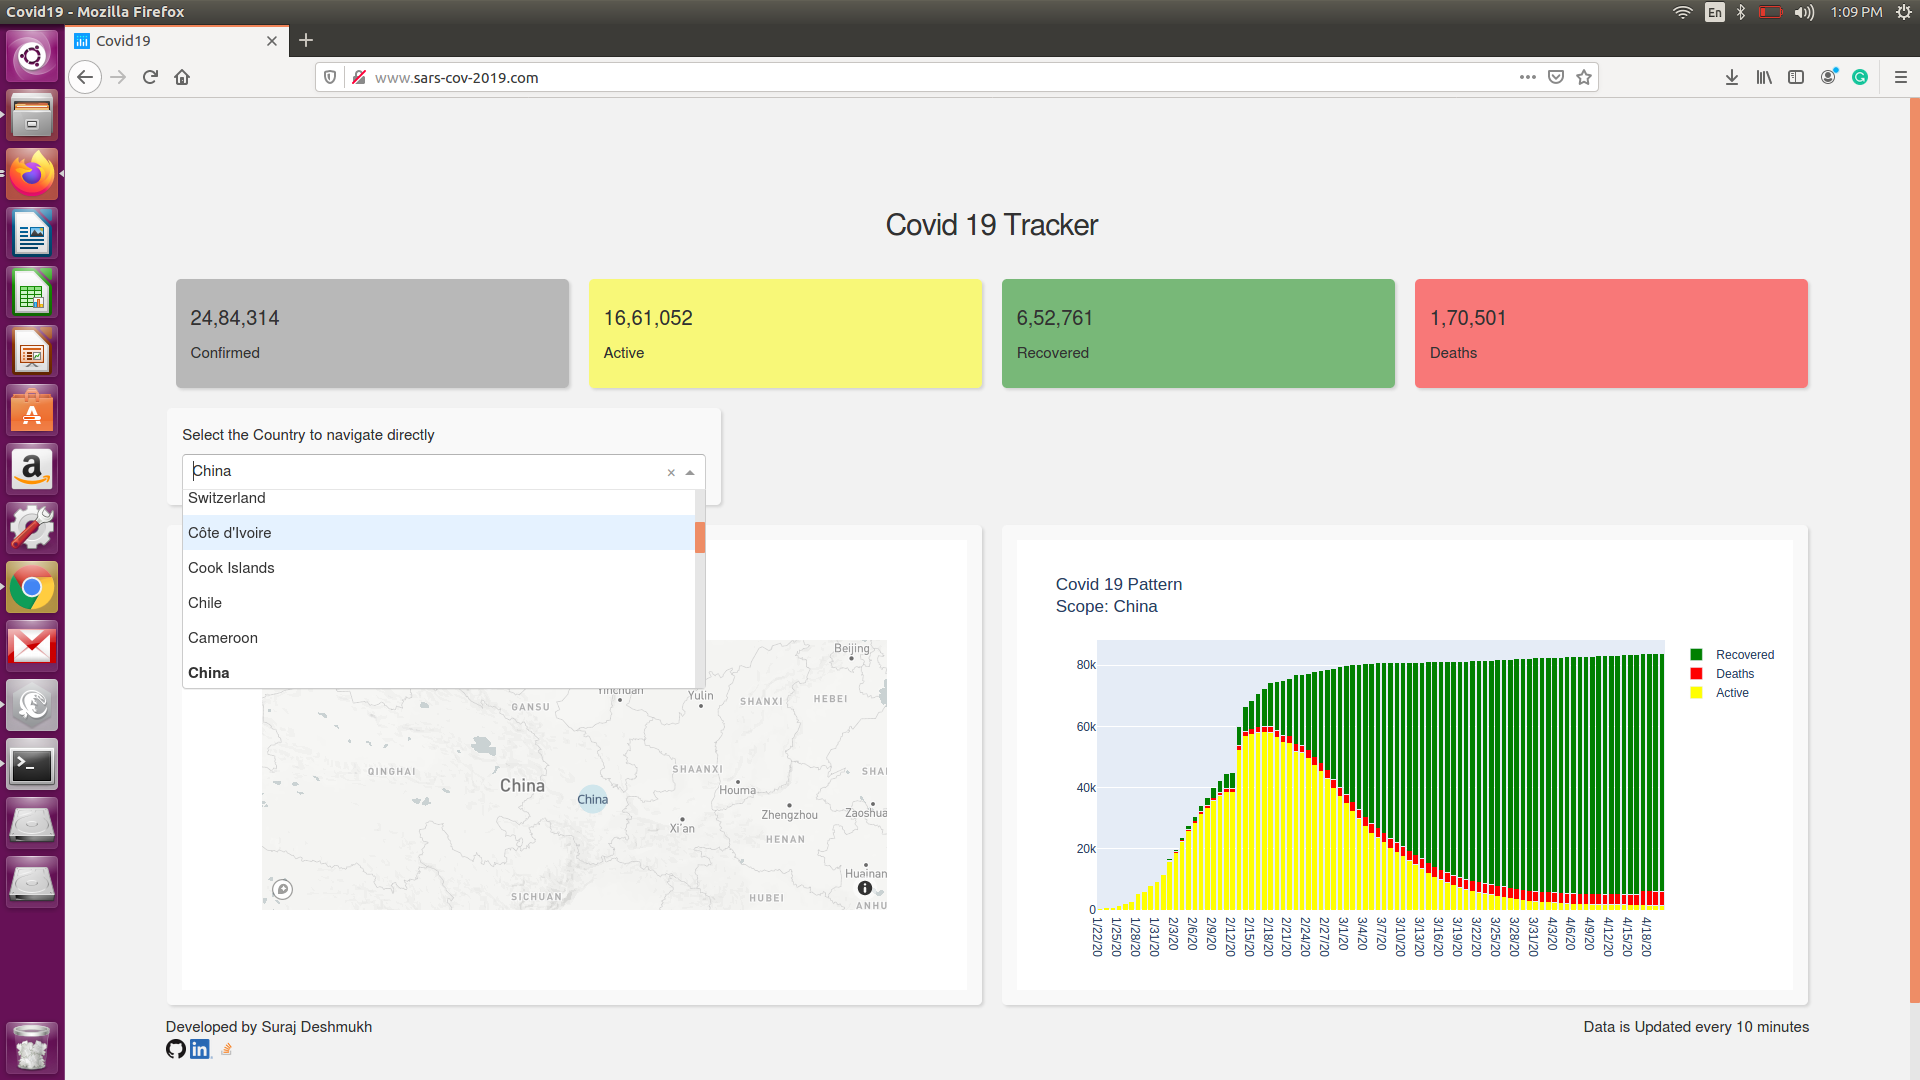 Covid19 - Mozilla Firefox
En
1:09 PM
Covid19
www.sars-cov-2019.com
Covid 19 Tracker
24,84,314
Confirmed
16,61,052
Active
6,52,761
Recovered
1,70,501
Deaths
Select the Country to navigate directly
China
Switzerland
Côte d'Ivoire
Cook Islands
Chile
Cameroon
China
Beijing
Yinchuan
Yulin
SHANXI
HEBEI
GANSU
QINGHAI
SHAANXI
SHA
China
China
Houma
Zhengzhou
Zaoshua
Xi'an
HENAN
Huainan
SICHUAN
HUBEI
ANHU
Covid 19 Pattern
Scope: China
80k
60k
40k
20k
0
Recovered
Deaths
Active
1/22/20
1/25/20
1/28/20
1/31/20
2/3/20
2/6/20
2/9/20
2/12/20
2/15/20
2/18/20
2/21/20
2/24/20
2/27/20
3/1/20
3/4/20
3/7/20
3/10/20
3/13/20
3/16/20
3/19/20
3/22/20
3/25/20
3/28/20
3/31/20
4/3/20
4/6/20
4/9/20
4/12/20
4/15/20
4/18/20
Developed by Suraj Deshmukh
Data is Updated every 10 minutes